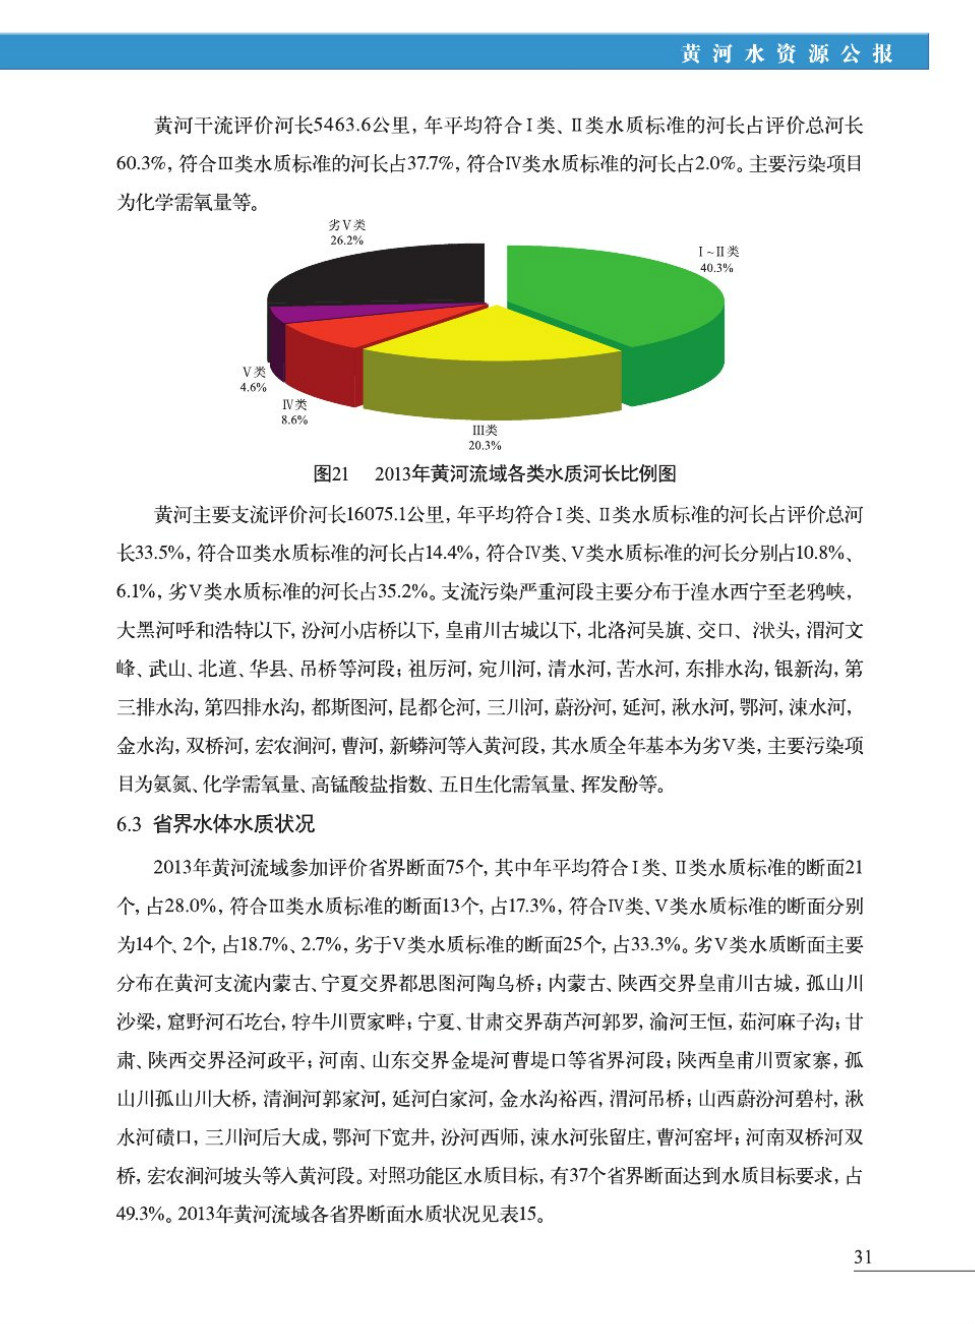 黄河水资源公报
黄河干流评价河长5463.6公里，年平均符合Ⅰ类、Ⅱ类水质标准的河长占评价总河长
60.3%，符合Ⅲ类水质标准的河长占37.7%，符合Ⅳ类水质标准的河长占2.0%。主要污染项目
为化学需氧量等。
劣Ⅴ类
26.2%
Ⅰ~Ⅱ类
40.3%
Ⅴ类
4.6%
Ⅳ类
8.6%
Ⅲ类
20.3%
图21 2013年黄河流域各类水质河长比例图
黄河主要支流评价河长16075.1公里，年平均符合Ⅰ类、Ⅱ类水质标准的河长占评价总河
长33.5%，符合Ⅲ类水质标准的河长占14.4%，符合Ⅳ类、Ⅴ类水质标准的河长分别占10.8%、
6.1%，劣Ⅴ类水质标准的河长占35.2%。支流污染严重河段主要分布于湟水西宁至老鸦峡，
大黑河呼和浩特以下，汾河小店桥以下，皇甫川古城以下，北洛河吴旗、交口、洑头，渭河文
峰、武山、北道、华县、吊桥等河段；祖厉河，宛川河，清水河，苦水河，东排水沟，银新沟，第
三排水沟，第四排水沟，都斯图河，昆都仑河，三川河，蔚汾河，延河，湫水河，鄂河，涑水河，
金水沟，双桥河，宏农涧河，曹河，新蟒河等入黄河段，其水质全年基本为劣Ⅴ类，主要污染项
目为氨氮、化学需氧量、高锰酸盐指数、五日生化需氧量、挥发酚等。
6.3 省界水体水质状况
2013年黄河流域参加评价省界断面75个，其中年平均符合Ⅰ类、Ⅱ类水质标准的断面21
个，占28.0%，符合Ⅲ类水质标准的断面13个，占17.3%，符合Ⅳ类、Ⅴ类水质标准的断面分别
为14个、2个，占18.7%、2.7%，劣于Ⅴ类水质标准的断面25个，占33.3%。劣Ⅴ类水质断面主要
分布在黄河支流内蒙古、宁夏交界都思图河陶乌桥；内蒙古、陕西交界皇甫川古城，孤山川
沙梁，窟野河石圪台，牸牛川贾家畔；宁夏、甘肃交界葫芦河郭罗，渝河王恒，茹河麻子沟；甘
肃、陕西交界泾河政平；河南、山东交界金堤河曹堤口等省界河段；陕西皇甫川贾家寨，孤
山川孤山川大桥，清涧河郭家河，延河白家河，金水沟裕西，渭河吊桥；山西蔚汾河碧村，湫
水河碛口，三川河后大成，鄂河下宽井，汾河西师，涑水河张留庄，曹河窑坪；河南双桥河双
桥，宏农涧河坡头等入黄河段。对照功能区水质目标，有37个省界断面达到水质目标要求，占
49.3%。2013年黄河流域各省界断面水质状况见表15。
31